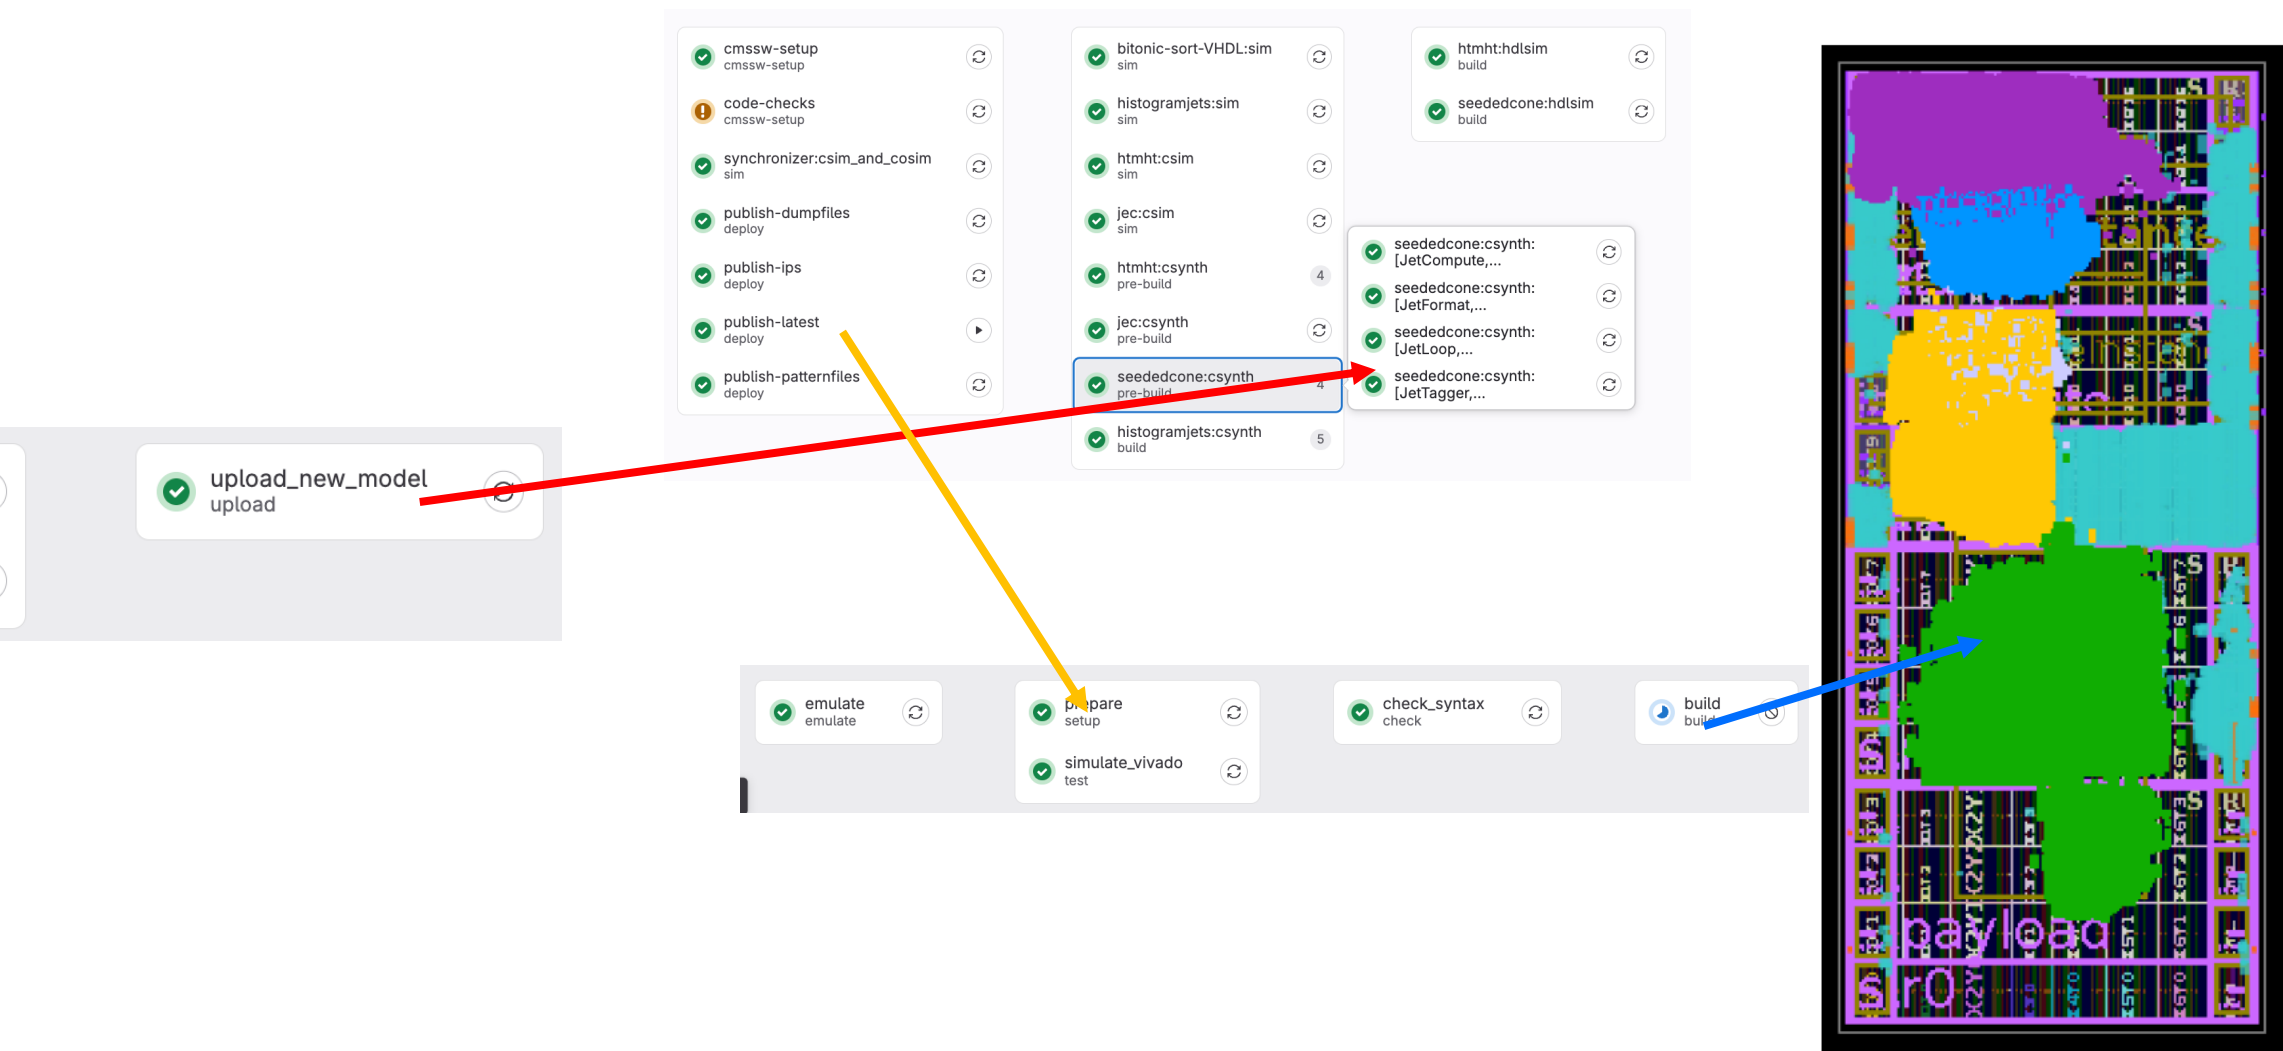 cmssw-setup
cmssw-setup
code-checks
cmssw-setup
synchronizer:csim_and_cosim
sim
publish-dumpfiles
deploy
publish-ips
deploy
publish-latest
deploy
publish-patternfiles
deploy
bitonic-sort-VHDL:sim
sim
histogramjets:sim
sim
htmht:csim
sim
jec:csim
sim
htmht:csynth
pre-build
4
jec:csynth
pre-build
seededcone:csynth
pre-build
4
histogramjets:csynth
build
5
htmht:hdlsim
build
seededcone:hdlsim
build
seededcone:csynth:
[JetCompute,...
seededcone:csynth:
[JetFormat,...
seededcone:csynth:
[JetLoop,...
seededcone:csynth:
[JetTagger,...
upload_new_model
upload
emulate
emulate
prepare
setup
simulate_vivado
test
check_syntax
check
build
build
payload